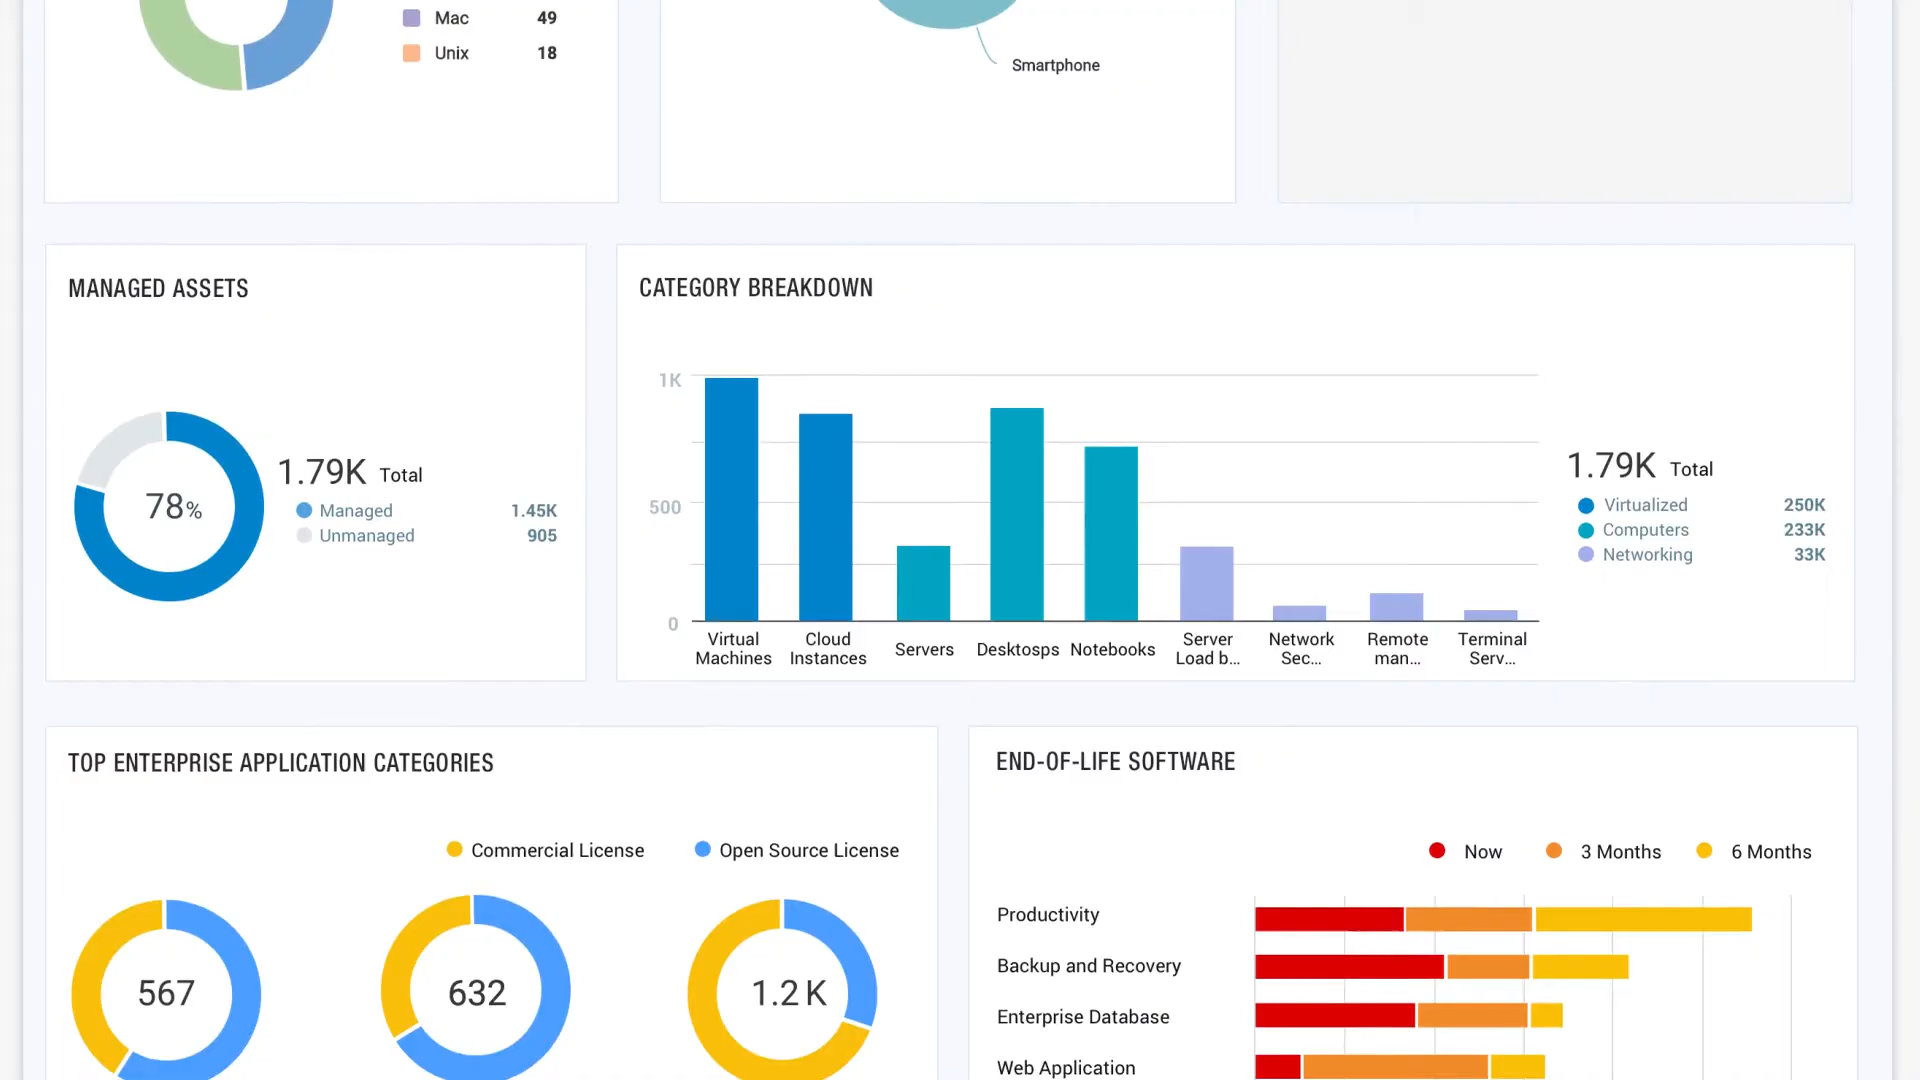 Mac 49
Unix 18
Smartphone
MANAGED ASSETS
78%
1.79K Total
Managed 1.45K
Unmanaged 905
CATEGORY BREAKDOWN
1K
500
0
Virtual Machines
Cloud Instances
Servers
Desktosps
Notebooks
Server Load b...
Network Sec...
Remote man...
Terminal Serv...
1.79K Total
Virtualized 250K
Computers 233K
Networking 33K
TOP ENTERPRISE APPLICATION CATEGORIES
Commercial License
Open Source License
567
632
1.2 K
END-OF-LIFE SOFTWARE
Now
3 Months
6 Months
Productivity
Backup and Recovery
Enterprise Database
Web Application